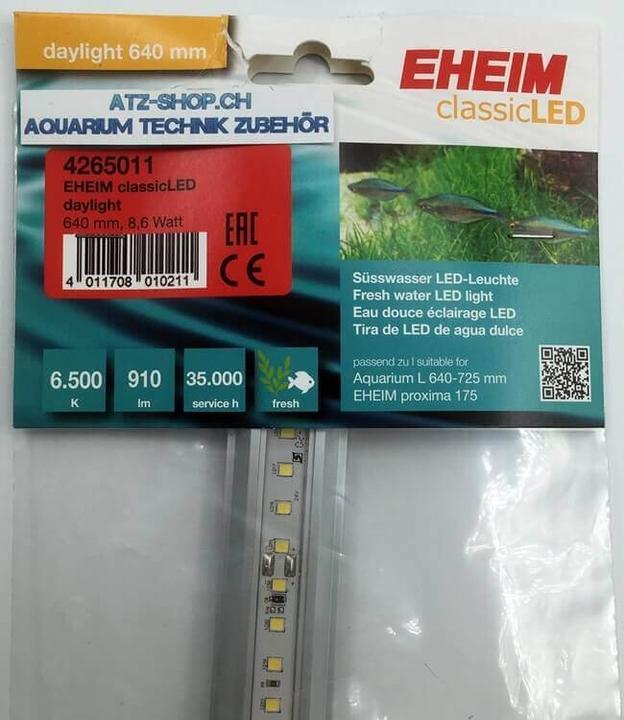 daylight 640 mm
EHEIM
classicLED
ATZ-SHOP.CH
AQUARIUM TECHNIK ZUBEHÖR
4265011
EHEIM classicLED
daylight
640 mm, 8,6 Watt
4 011708 010211
EAC
CE
Süsswasser LED-Leuchte
Fresh water LED light
Eau douce éclairage LED
Tira de LED de agua dulce
passend zu I suitable for
Aquarium L 640-725 mm
EHEIM proxima 175
6.500
K
910
lm
35.000
service h
fresh